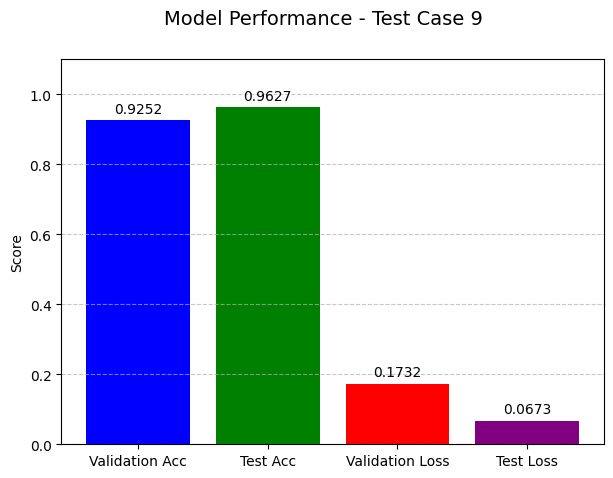 Model Performance - Test Case 9
Score
1.0
0.8
0.6
0.4
0.2
0.0
0.9252
0.9627
0.1732
0.0673
Validation Acc
Test Acc
Validation Loss
Test Loss